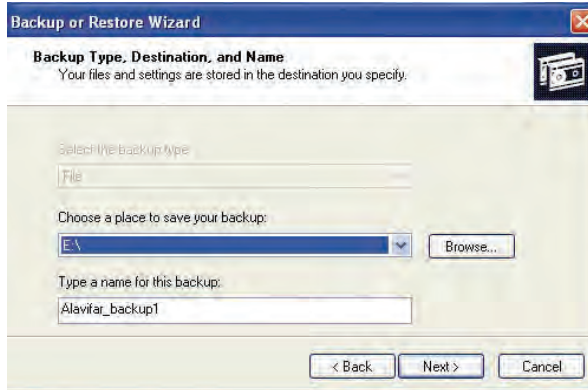 Backup or Restore Wizard
Backup Type, Destination, and Name
Your files and settings are stored in the destination you specify.
Select the backup type:
File
Choose a place to save your backup:
E:\
Browse...
Type a name for this backup:
Alavifar_backup1
< Back
Next >
Cancel